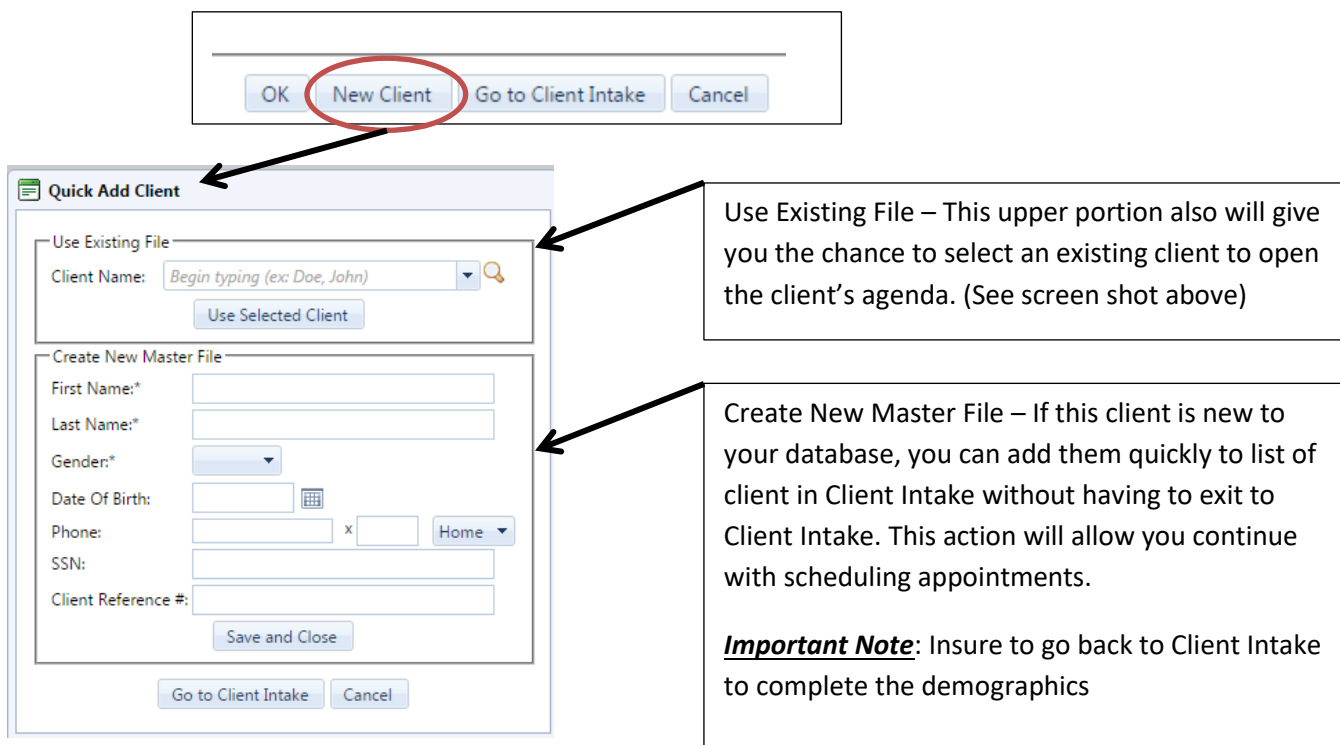 OK New Client Go to Client Intake Cancel
Quick Add Client
Use Existing File
Client Name: Begin typing (ex: Doe, John)
Use Selected Client
Create New Master File
First Name:*
Last Name:*
Gender:*
Date Of Birth:
Phone: x Home
SSN:
Client Reference #:
Save and Close
Go to Client Intake Cancel
Use Existing File – This upper portion also will give
you the chance to select an existing client to open
the client’s agenda. (See screen shot above)
Create New Master File – If this client is new to
your database, you can add them quickly to list of
client in Client Intake without having to exit to
Client Intake. This action will allow you continue
with scheduling appointments.
Important Note: Insure to go back to Client Intake
to complete the demographics